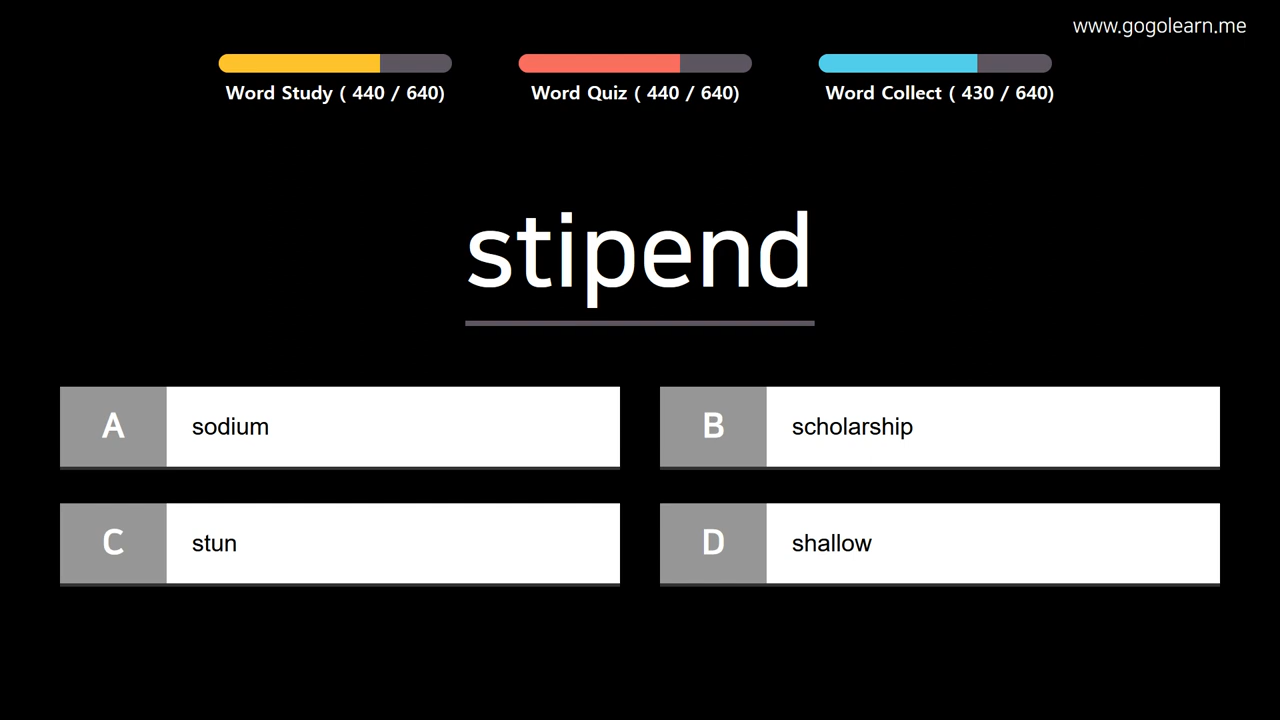 www.gogolearn.me
Word Study ( 440 / 640)
Word Quiz ( 440 / 640)
Word Collect ( 430 / 640)
stipend
A sodium
B scholarship
C stun
D shallow